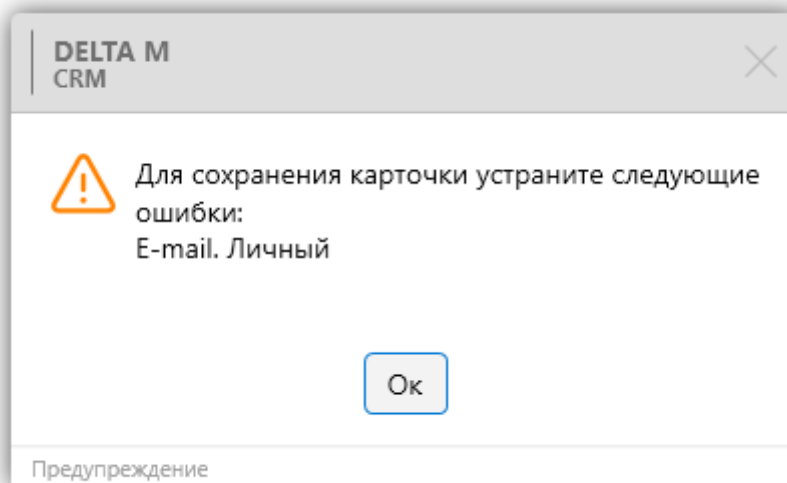 DELTA M
CRM
Для сохранения карточки устраните следующие
ошибки:
E-mail. Личный
Ок
Предупреждение